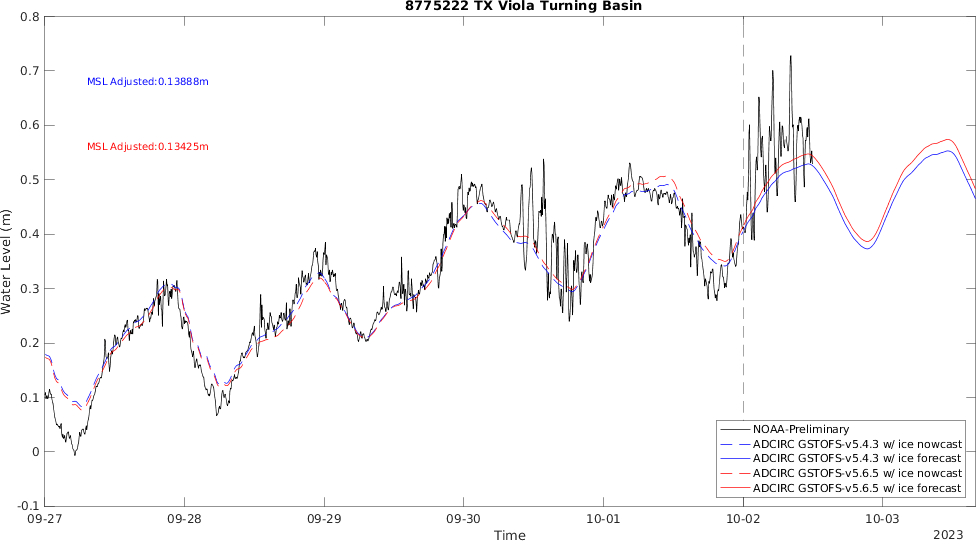 8775222 TX Viola Turning Basin
0.8
0.7
0.6
0.5
0.4
0.3
0.2
0.1
0
-0.1
Water Level (m)
MSL Adjusted:0.13888m
MSL Adjusted:0.13425m
NOAA-Preliminary
ADCIRC GSTOFS-v5.4.3 w/ ice nowcast
ADCIRC GSTOFS-v5.4.3 w/ ice forecast
ADCIRC GSTOFS-v5.6.5 w/ ice nowcast
ADCIRC GSTOFS-v5.6.5 w/ ice forecast
09-27 09-28 09-29 09-30 10-01 10-02 10-03
Time
2023